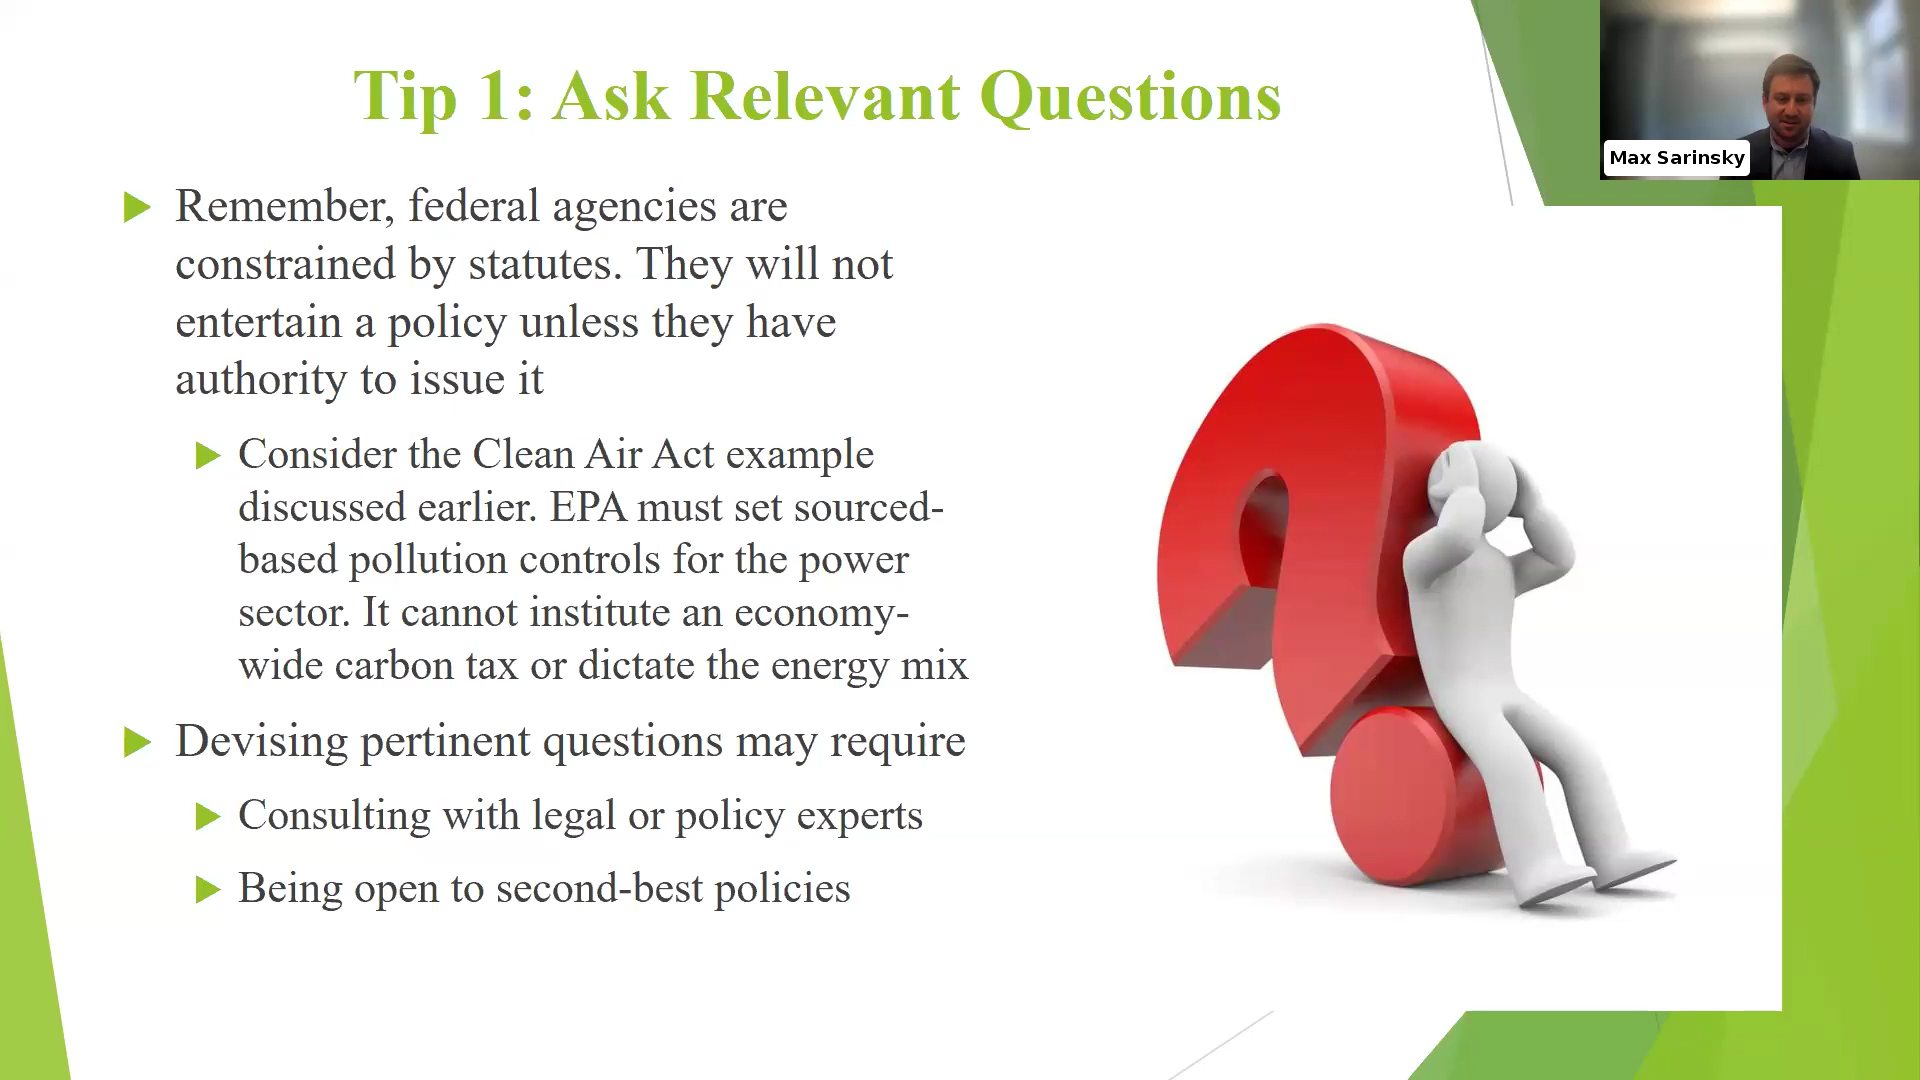 Tip 1: Ask Relevant Questions
Max Sarinsky
Remember, federal agencies are
constrained by statutes. They will not
entertain a policy unless they have
authority to issue it
Consider the Clean Air Act example
discussed earlier. EPA must set sourced-
based pollution controls for the power
sector. It cannot institute an economy-
wide carbon tax or dictate the energy mix
Devising pertinent questions may require
Consulting with legal or policy experts
Being open to second-best policies